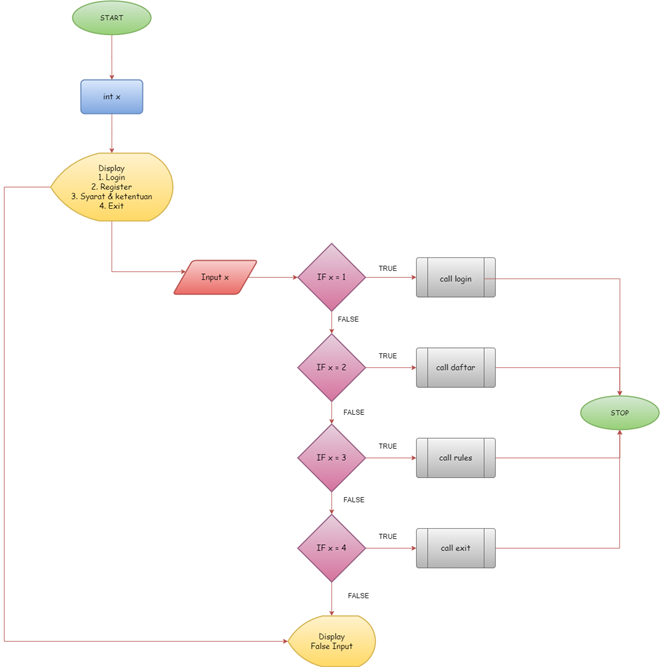 START
int x
Display
1. Login
2. Register
3. Syarat & ketentuan
4. Exit
Input x
IF x = 1
TRUE
call login
FALSE
IF x = 2
TRUE
call daftar
FALSE
STOP
IF x = 3
TRUE
call rules
FALSE
IF x = 4
TRUE
call exit
FALSE
Display
False Input